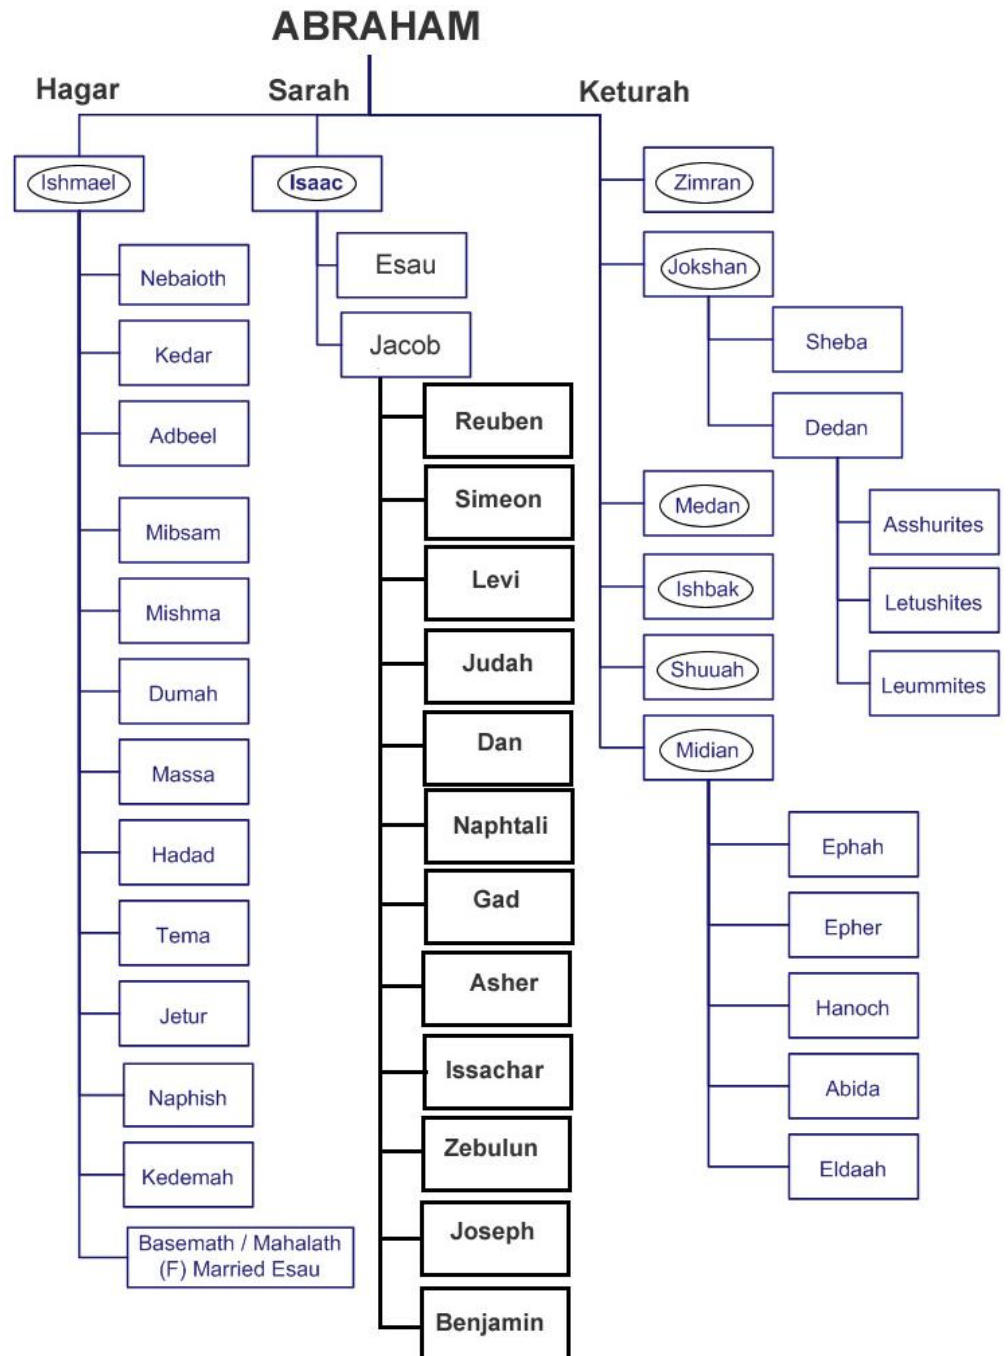 ABRAHAM
Hagar
Sarah
Keturah
Ishmael
Nebaioth
Kedar
Adbeel
Mibsam
Mishma
Dumah
Massa
Hadad
Tema
Jetur
Naphish
Kedemah
Basemath / Mahalath
(F) Married Esau
Isaac
Esau
Jacob
Reuben
Simeon
Levi
Judah
Dan
Naphtali
Gad
Asher
Issachar
Zebulun
Joseph
Benjamin
Zimran
Jokshan
Sheba
Dedan
Asshurites
Letushites
Leummites
Medan
Ishbak
Shuuah
Midian
Ephah
Epher
Hanoch
Abida
Eldaah